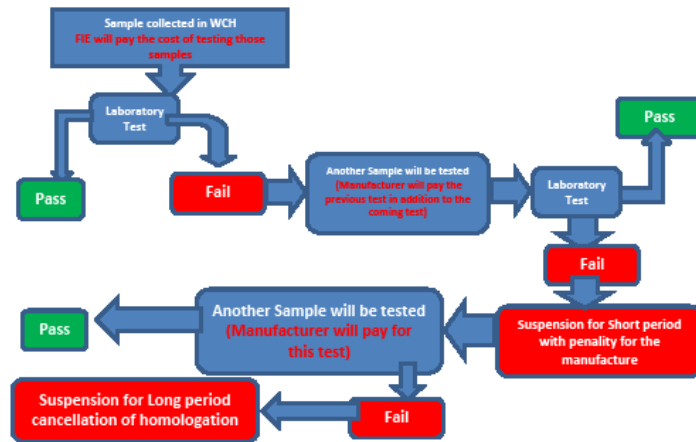 Sample collected in WCH
FIE will pay the cost of testing those
samples
Laboratory
Test
Pass
Fail
Another Sample will be tested
(Manufacturer will pay the
previous test in addition to the
coming test)
Laboratory
Test
Pass
Fail
Suspension for Short period
with penality for the
manufacture
Another Sample will be tested
(Manufacturer will pay for
this test)
Pass
Fail
Suspension for Long period
cancellation of homologation